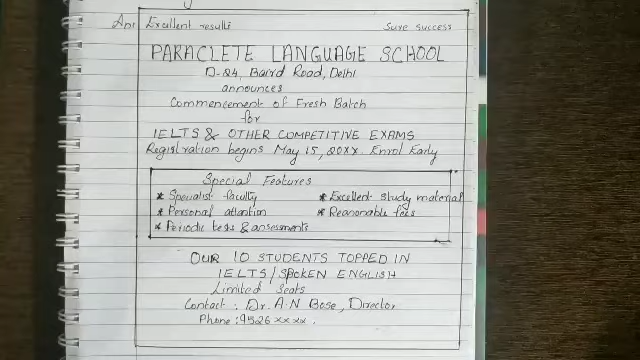 Ans Excellent results Sure success
PARACLETE LANGUAGE SCHOOL
D-24, Baird Road, Delhi
announces
Commencement of Fresh Batch
for
IELTS & OTHER COMPETITIVE EXAMS
Registration begins May 15, 20XX Enrol Early
Special Features
* Specialist faculty * Excellent study material
* Personal attention * Reasonable fees
* Periodic tests & assessments
OUR 10 STUDENTS TOPPED IN
IELTS / SPOKEN ENGLISH
Limited Seats
Contact : Dr. A.N Bose, Director
Phone : 9526 xxxx .